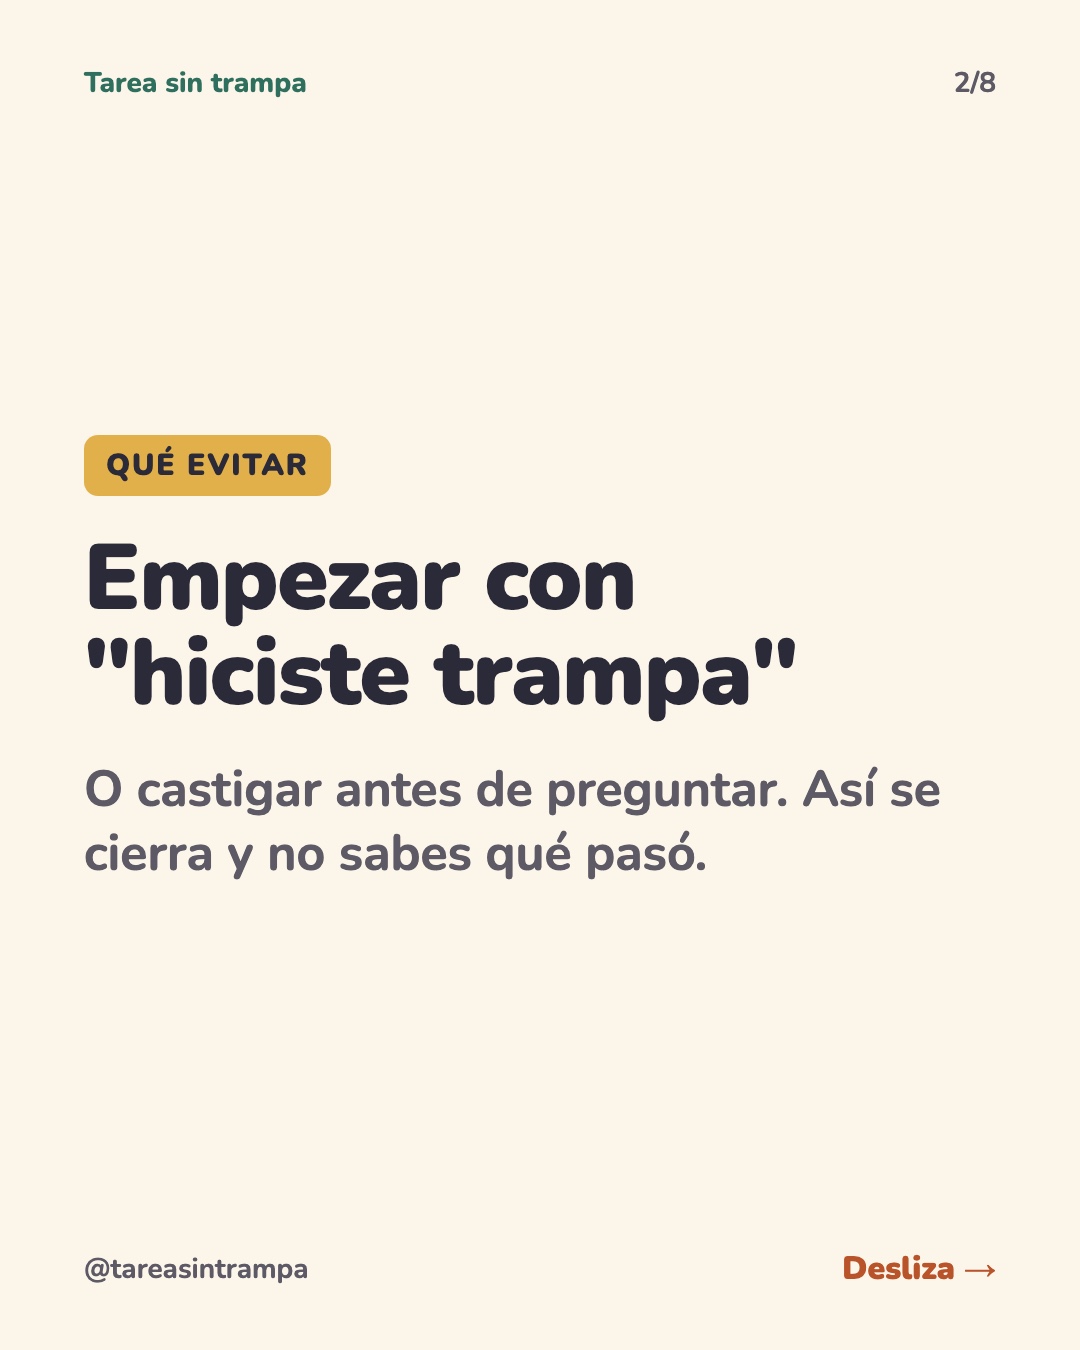 Tarea sin trampa
2/8
QUÉ EVITAR
Empezar con
"hiciste trampa"
O castigar antes de preguntar. Así se
cierra y no sabes qué pasó.
@tareasintrampa
Desliza →